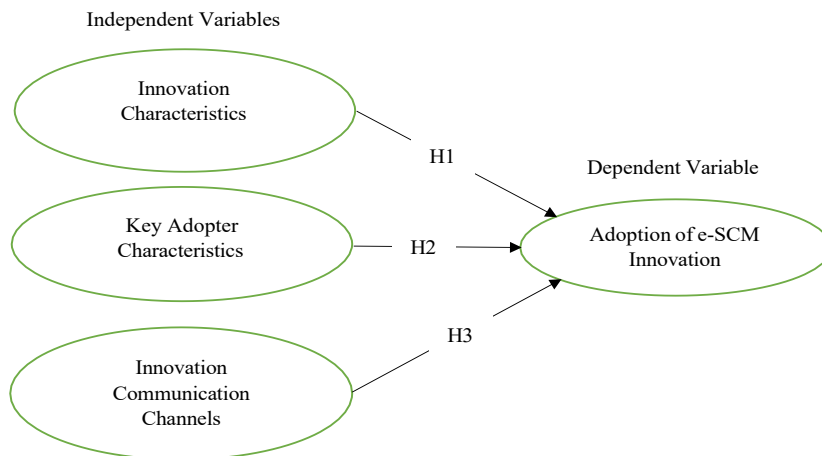 Independent Variables
Innovation
Characteristics
H1
Dependent Variable
Key Adopter
Characteristics
H2
Adoption of e-SCM
Innovation
H3
Innovation
Communication
Channels